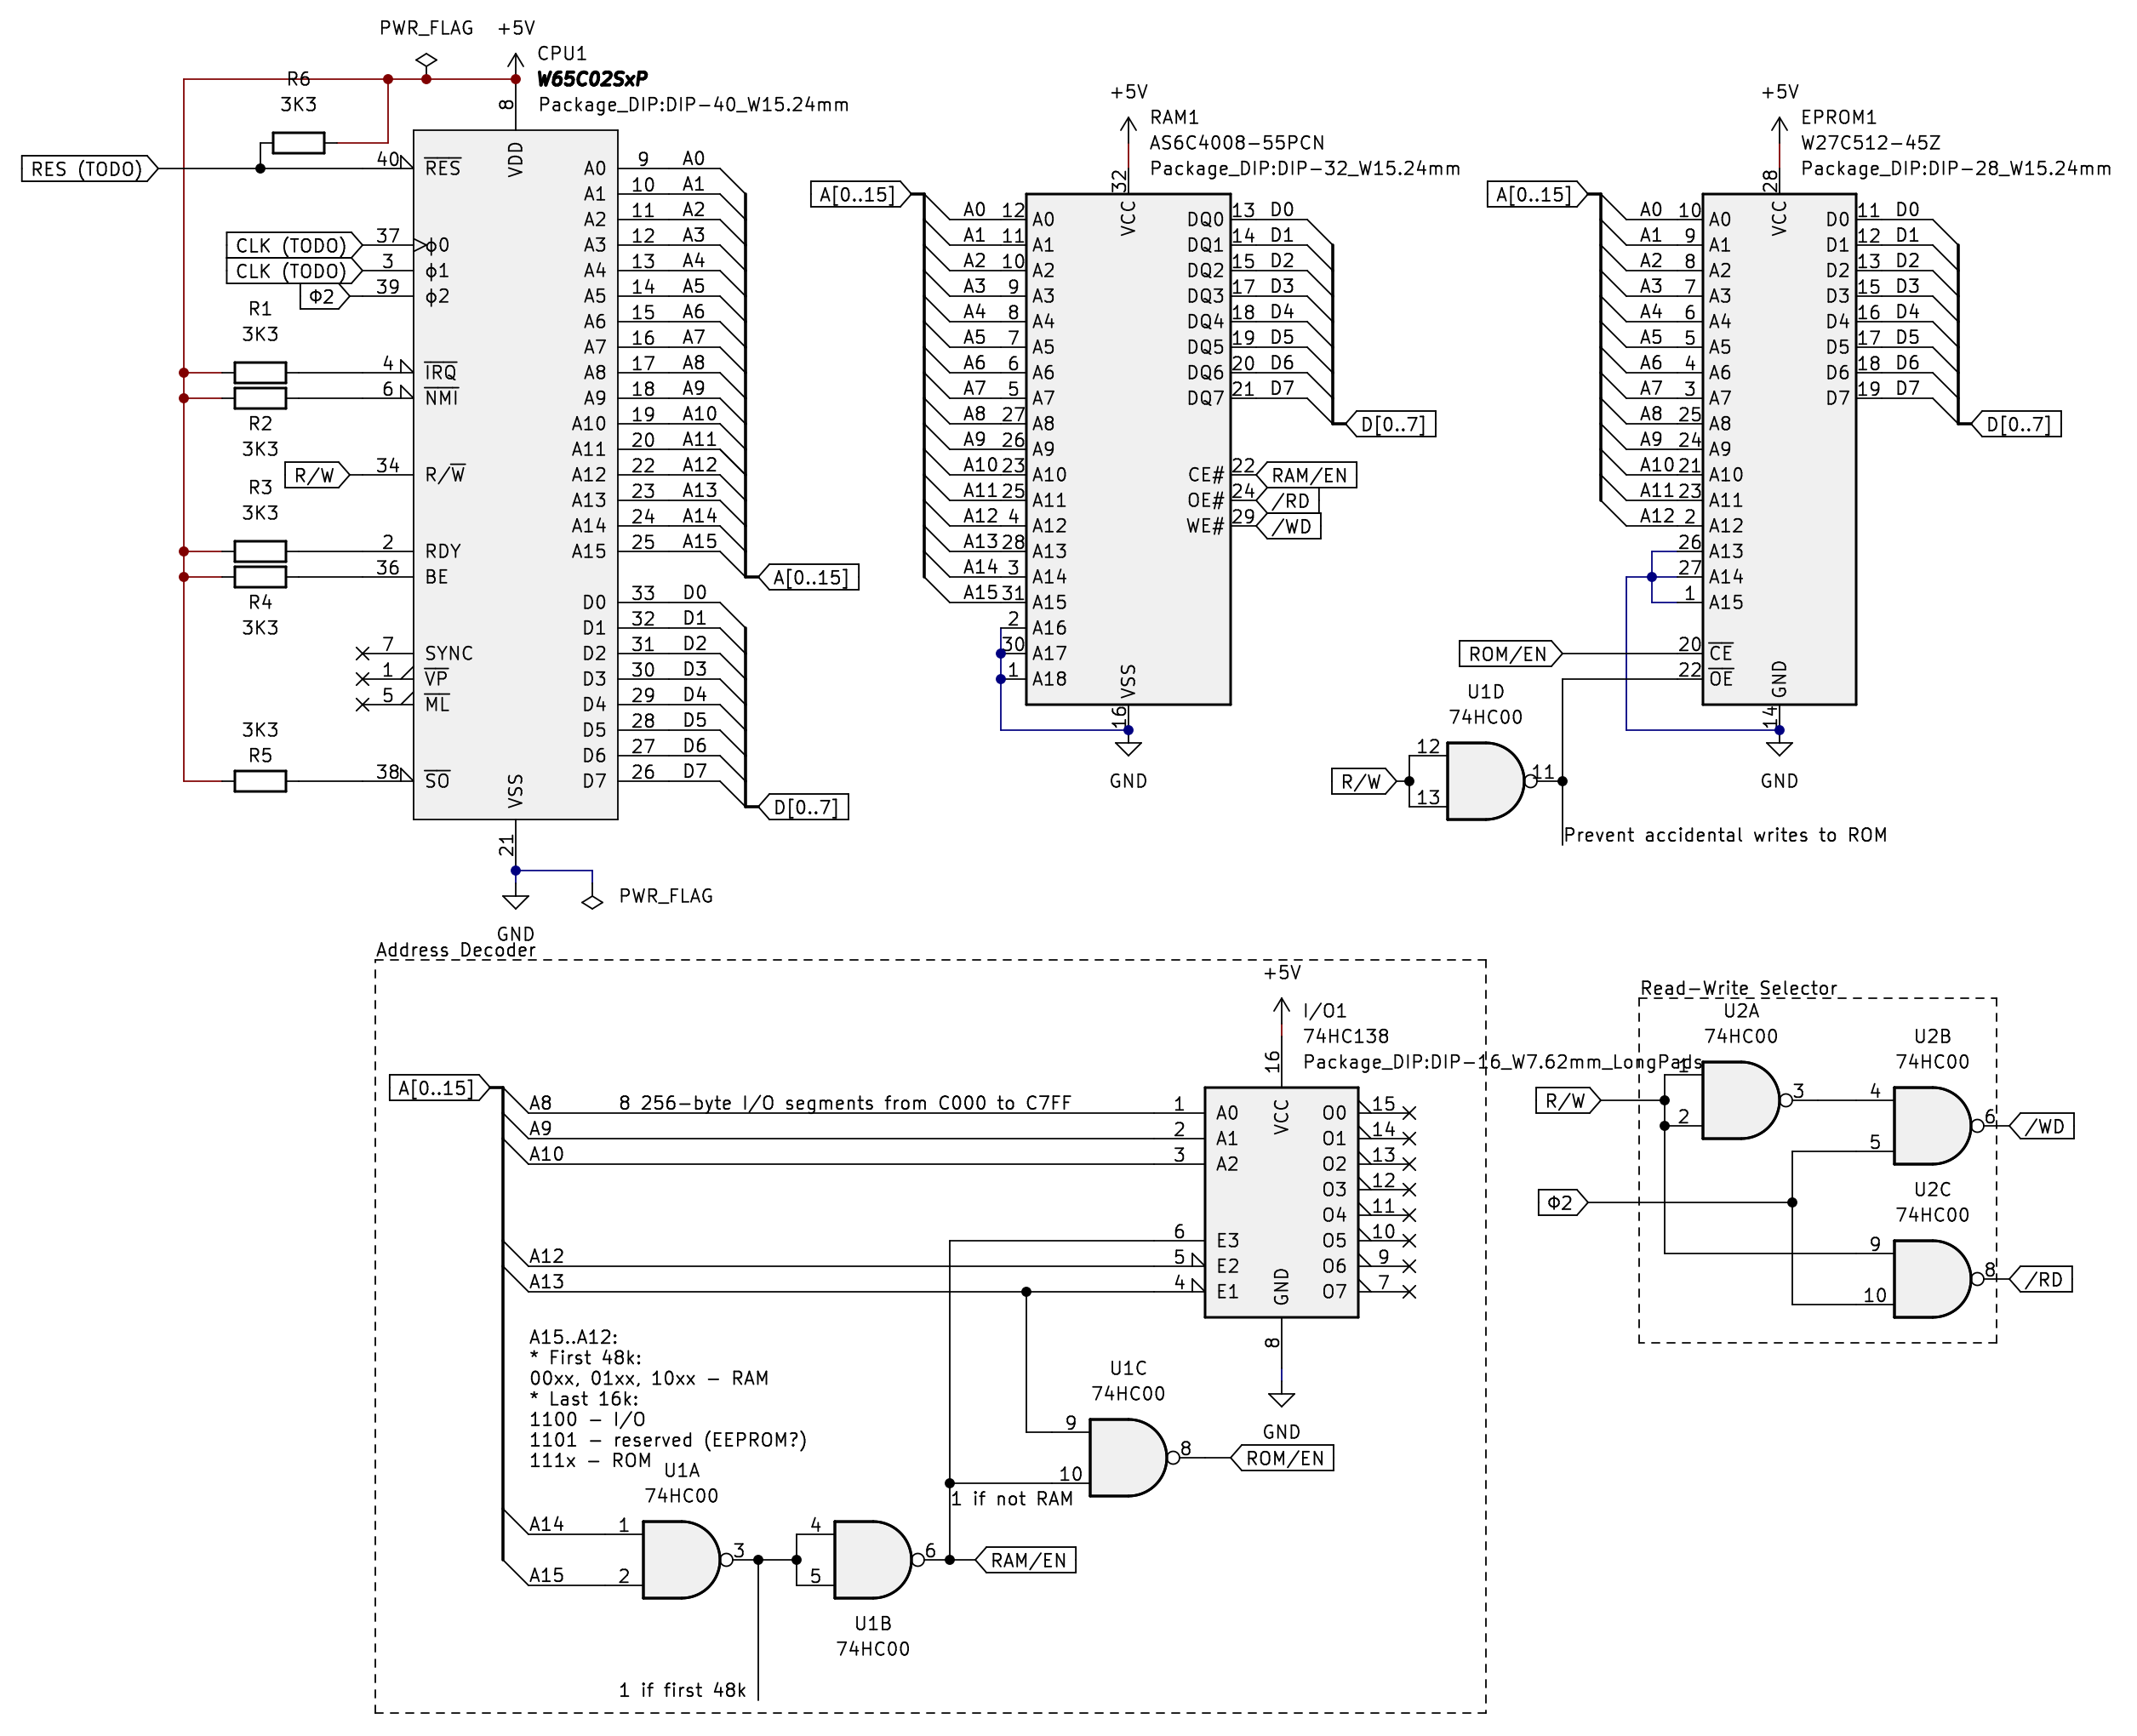 PWR_FLAG
+5V
CPU1
W65C02SxP
Package_DIP:DIP-40_W15.24mm
R6
3K3
RES (TODO)
8
VDD
40
RES
CLK (TODO)
37
ϕ0
CLK (TODO)
3
ϕ1
Φ2
39
ϕ2
R1
3K3
4
IRQ
6
NMI
R2
3K3
R/W
34
R/W
R3
3K3
2
RDY
36
BE
R4
3K3
7
SYNC
1
VP
5
ML
3K3
R5
38
SO
VSS
21
GND
PWR_FLAG
A0 9 A0
A1 10 A1
A2 11 A2
A3 12 A3
A4 13 A4
A5 14 A5
A6 15 A6
A7 16 A7
A8 17 A8
A9 18 A9
A10 19 A10
A11 20 A11
A12 22 A12
A13 23 A13
A14 24 A14
A15 25 A15
A[0..15]
D0 33 D0
D1 32 D1
D2 31 D2
D3 30 D3
D4 29 D4
D5 28 D5
D6 27 D6
D7 26 D7
D[0..7]
+5V
RAM1
AS6C4008-55PCN
Package_DIP:DIP-32_W15.24mm
32
VCC
A[0..15]
A0 12 A0
A1 11 A1
A2 10 A2
A3 9 A3
A4 8 A4
A5 7 A5
A6 6 A6
A7 5 A7
A8 27 A8
A9 26 A9
A10 23 A10
A11 25 A11
A12 4 A12
A13 28 A13
A14 3 A14
A15 31 A15
2 A16
30 A17
1 A18
DQ0 13 D0
DQ1 14 D1
DQ2 15 D2
DQ3 17 D3
DQ4 18 D4
DQ5 19 D5
DQ6 20 D6
DQ7 21 D7
D[0..7]
CE# 22 RAM/EN
OE# 24 /RD
WE# 29 /WD
VSS
16
GND
+5V
EPROM1
W27C512-45Z
Package_DIP:DIP-28_W15.24mm
28
VCC
A[0..15]
A0 10 A0
A1 9 A1
A2 8 A2
A3 7 A3
A4 6 A4
A5 5 A5
A6 4 A6
A7 3 A7
A8 25 A8
A9 24 A9
A10 21 A10
A11 23 A11
A12 2 A12
26 A13
27 A14
1 A15
ROM/EN 20 CE
22 OE
D0 11 D0
D1 12 D1
D2 13 D2
D3 15 D3
D4 16 D4
D5 17 D5
D6 18 D6
D7 19 D7
D[0..7]
GND
14
GND
U1D
74HC00
R/W
12
13
11
Prevent accidental writes to ROM
Address Decoder
+5V
I/O1
74HC138
Package_DIP:DIP-16_W7.62mm_LongPads
16
VCC
A[0..15]
A8 8 256-byte I/O segments from C000 to C7FF 1 A0
A9 2 A1
A10 3 A2
6 E3
A12 5 E2
A13 4 E1
O0 15
O1 14
O2 13
O3 12
O4 11
O5 10
O6 9
O7 7
GND
8
GND
A15..A12:
* First 48k:
00xx, 01xx, 10xx - RAM
* Last 16k:
1100 - I/O
1101 - reserved (EEPROM?)
111x - ROM
U1A
74HC00
A14 1
A15 2
3
4
5
6
U1B
74HC00
RAM/EN
1 if first 48k
1 if not RAM
U1C
74HC00
9
10
8
ROM/EN
Read-Write Selector
U2A
74HC00
R/W
1
2
3
U2B
74HC00
4
5
6
/WD
Φ2
U2C
74HC00
9
10
8
/RD